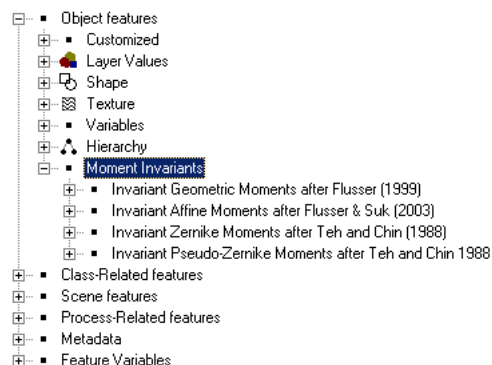 Object features
Customized
Layer Values
Shape
Texture
Variables
Hierarchy
Moment Invariants
Invariant Geometric Moments after Flusser (1999)
Invariant Affine Moments after Flusser & Suk (2003)
Invariant Zernike Moments after Teh and Chin (1988)
Invariant Pseudo-Zernike Moments after Teh and Chin 1988
Class-Related features
Scene features
Process-Related features
Metadata
Feature Variables